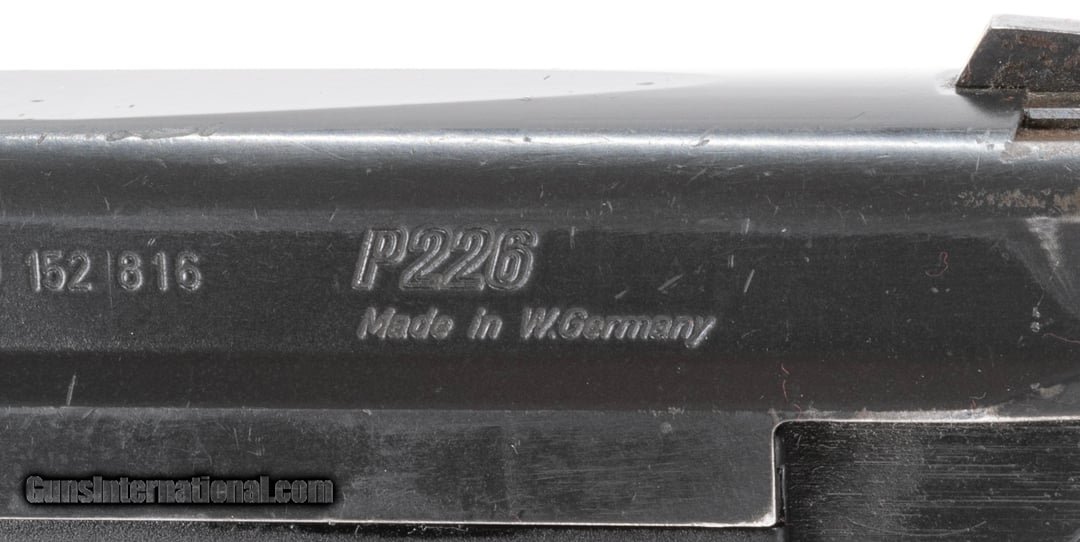 152 816
P226
Made in W.Germany
GunsInternational.com